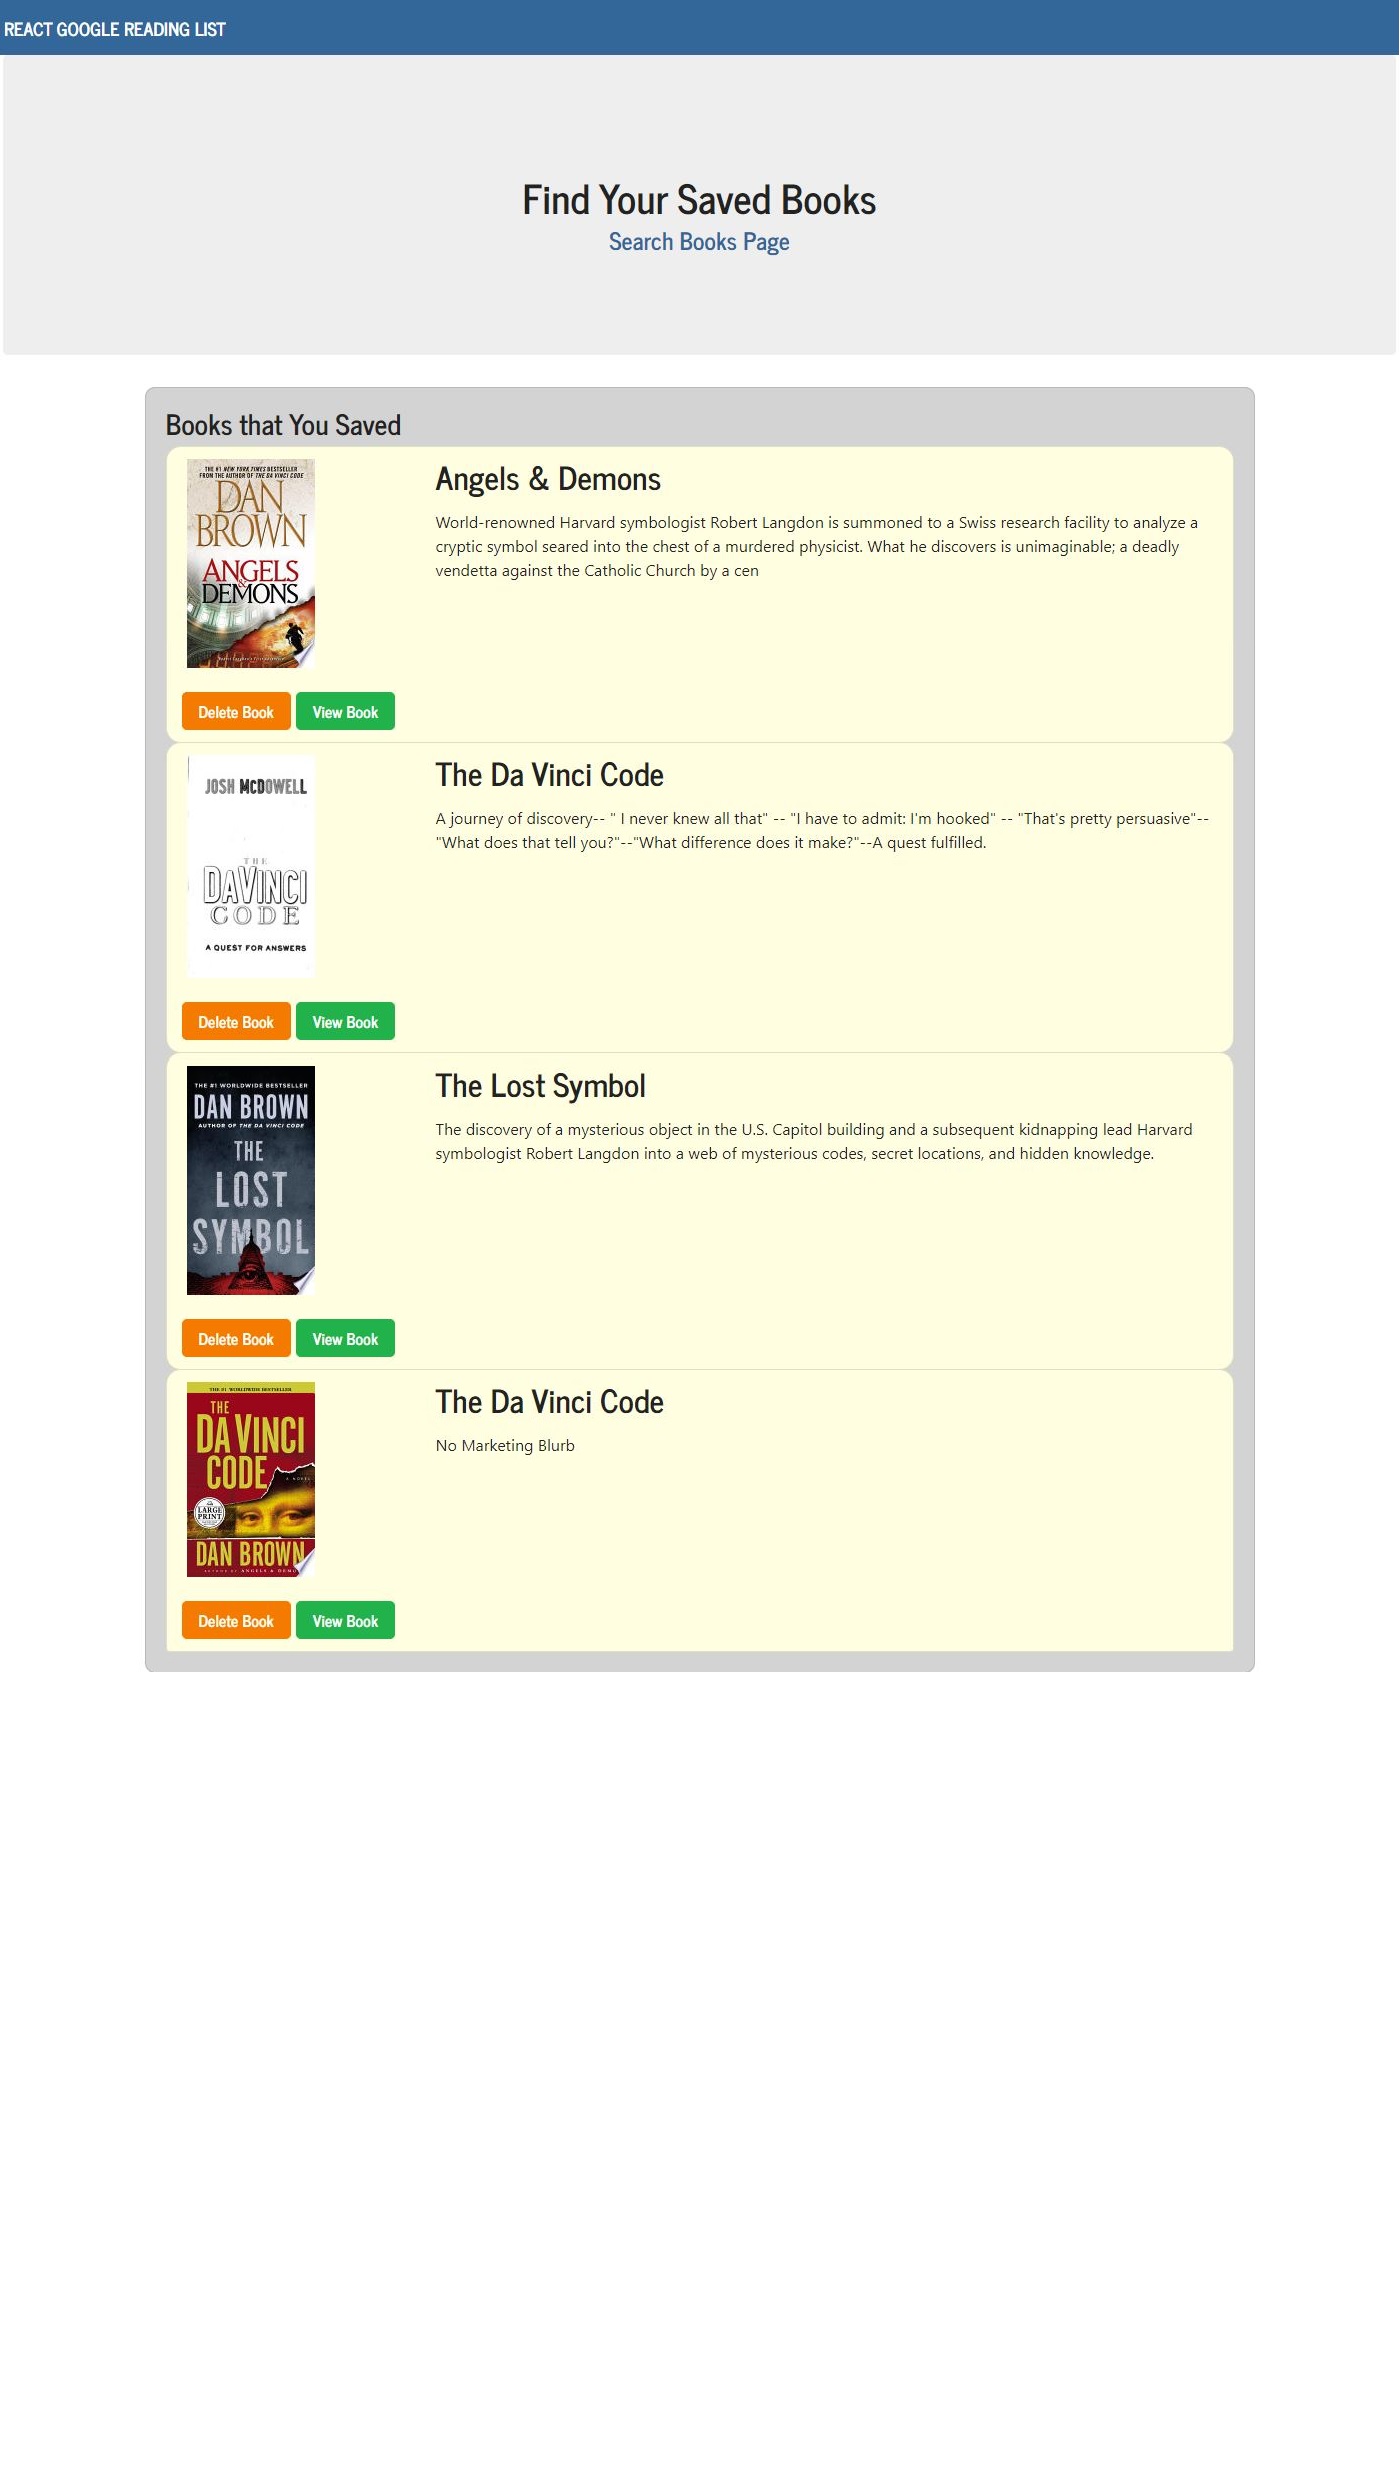 REACT GOOGLE READING LIST
Find Your Saved Books
Search Books Page
Books that You Saved
THE #1 NEW YORK TIMES BESTSELLER
FROM THE AUTHOR OF THE DA VINCI CODE
DAN
BROWN
ANGELS
&
DEMONS
Angels & Demons
World-renowned Harvard symbologist Robert Langdon is summoned to a Swiss research facility to analyze a
cryptic symbol seared into the chest of a murdered physicist. What he discovers is unimaginable; a deadly
vendetta against the Catholic Church by a cen
Delete Book
View Book
JOSH McDOWELL
THE
DAVINCI
CODE
A QUEST FOR ANSWERS
The Da Vinci Code
A journey of discovery-- " I never knew all that" -- "I have to admit: I'm hooked" -- "That's pretty persuasive"--
"What does that tell you?"--"What difference does it make?"--A quest fulfilled.
Delete Book
View Book
THE #1 WORLDWIDE BESTSELLER
DAN BROWN
AUTHOR OF THE DA VINCI CODE
THE
LOST
SYMBOL
The Lost Symbol
The discovery of a mysterious object in the U.S. Capitol building and a subsequent kidnapping lead Harvard
symbologist Robert Langdon into a web of mysterious codes, secret locations, and hidden knowledge.
Delete Book
View Book
THE #1 WORLDWIDE BESTSELLER
THE
DA VINCI
CODE
A NOVEL
LARGE
PRINT
DAN BROWN
AUTHOR OF ANGELS &
The Da Vinci Code
No Marketing Blurb
Delete Book
View Book